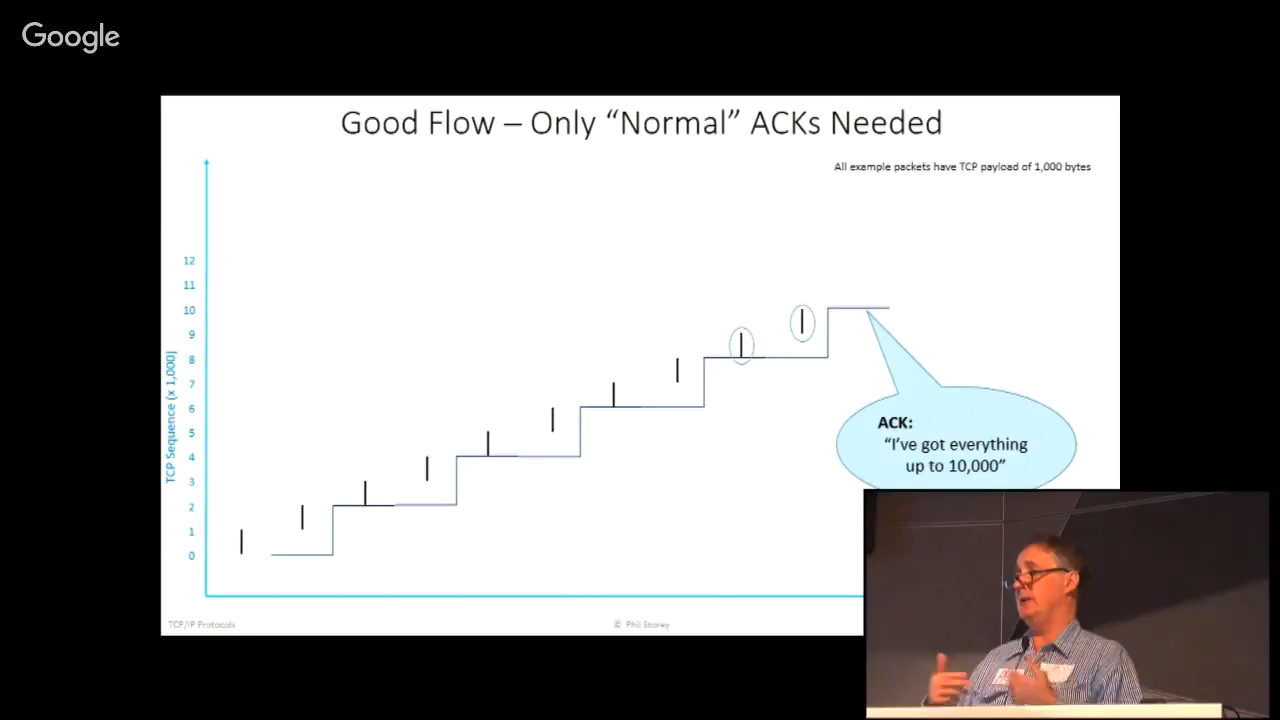 Google
Good Flow – Only “Normal” ACKs Needed
All example packets have TCP payload of 1,000 bytes
TCP Sequence (x 1,000)
12
11
10
9
8
7
6
5
4
3
2
1
0
ACK:
“I’ve got everything
up to 10,000”
TCP/IP Protocols
© Phil Storey